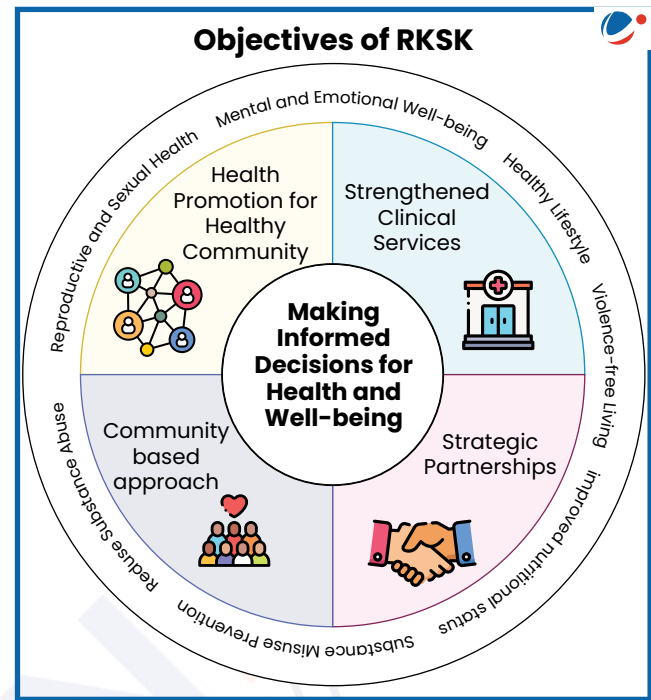 Objectives of RKSK
Mental and Emotional Well-being
Healthy Lifestyle
Violence-free Living
improved nutritional status
Substance Misuse Prevention
Reduse Substance Abuse
Reproductive and Sexual Health
Health
Promotion for
Healthy
Community
Strengthened
Clinical
Services
Making
Informed
Decisions for
Health and
Well-being
Community
based
approach
Strategic
Partnerships